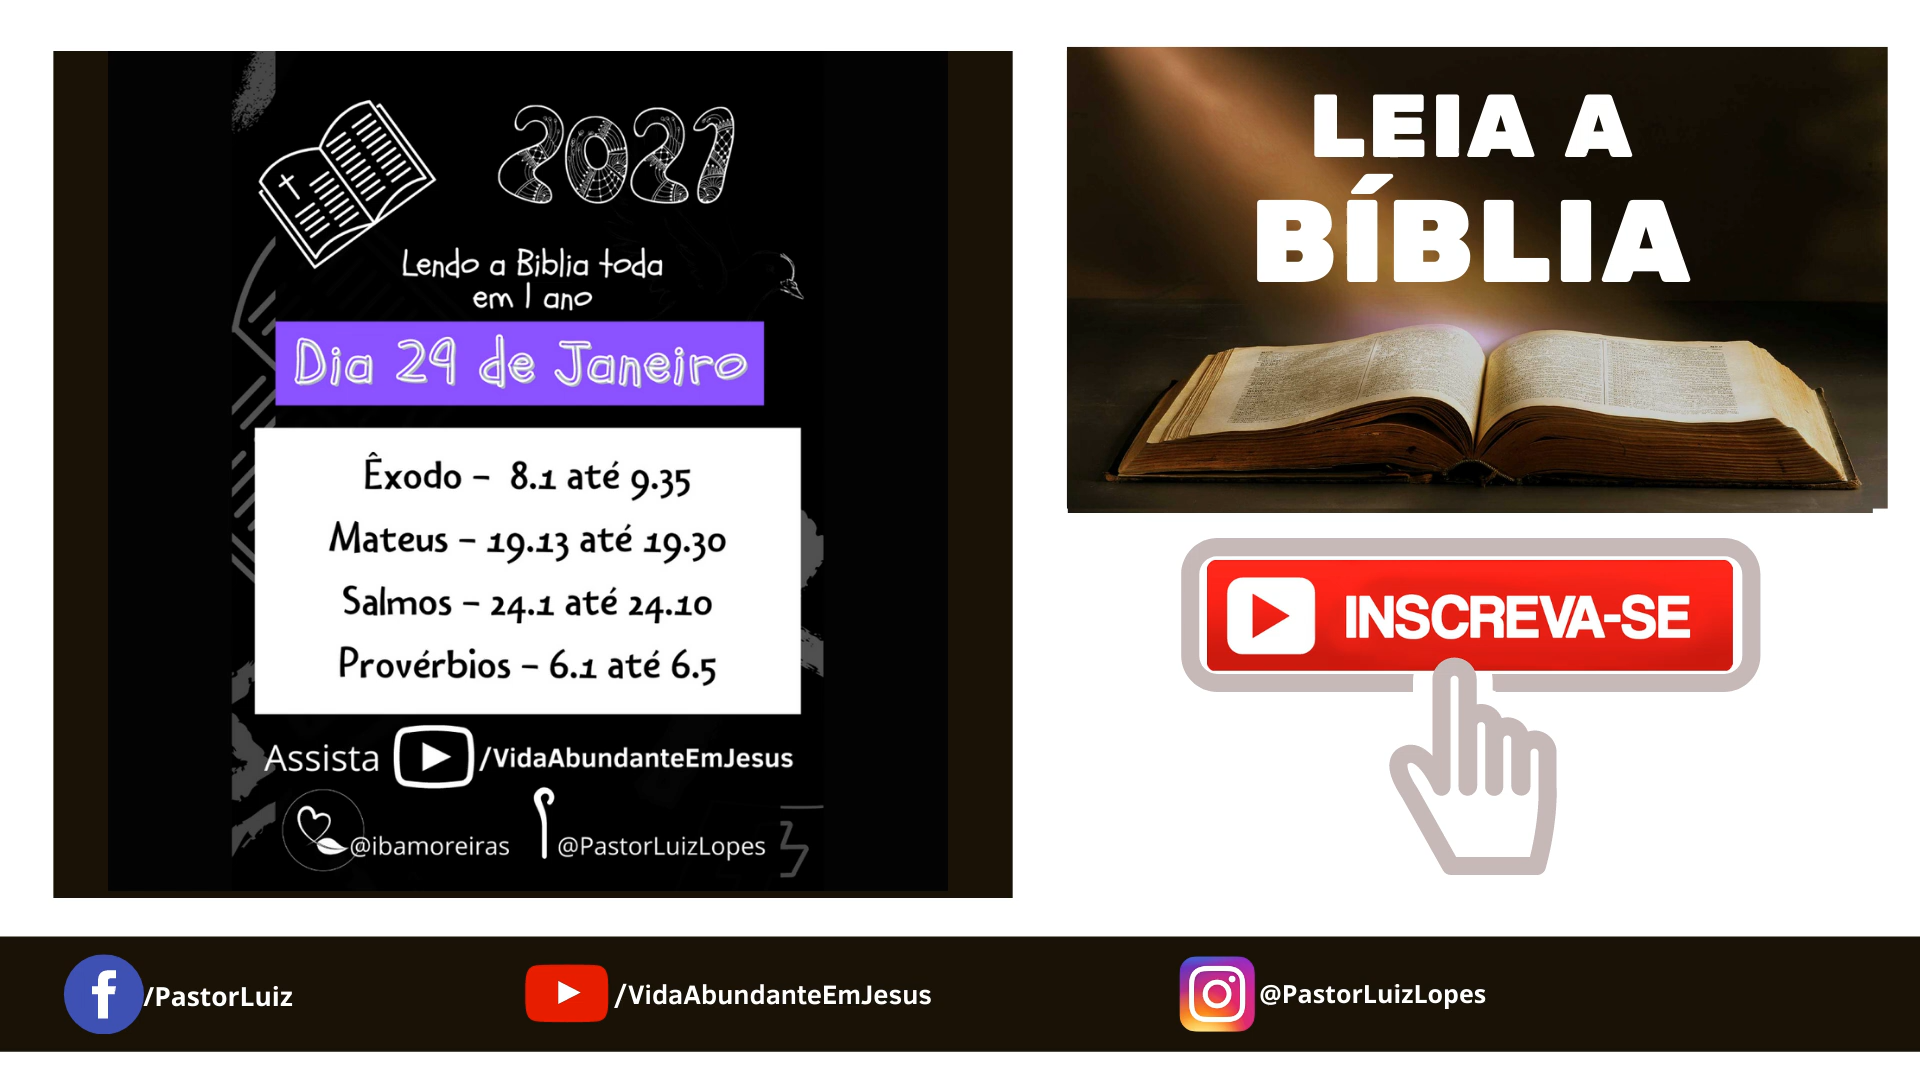 2021
Lendo a Biblia toda
em 1 ano
Dia 29 de Janeiro
Êxodo – 8.1 até 9.35
Mateus – 19.13 até 19.30
Salmos – 24.1 até 24.10
Provérbios – 6.1 até 6.5
Assista /VidaAbundanteEmJesus
@ibamoreiras @PastorLuizLopes
LEIA A
BÍBLIA
INSCREVA-SE
/PastorLuiz /VidaAbundanteEmJesus @PastorLuizLopes